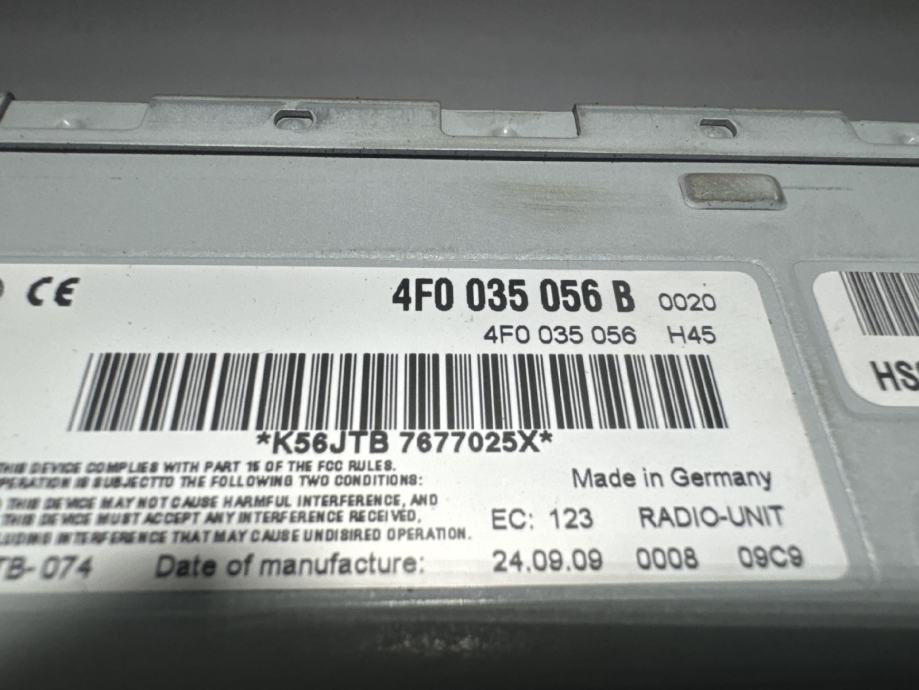 CE
4F0 035 056 B 0020
4F0 035 056 H45
*K56JTB 7677025X*
THIS DEVICE COMPLIES WITH PART 15 OF THE FCC RULES.
OPERATION IS SUBJECTTO THE FOLLOWING TWO CONDITIONS:
THIS DEVICE MAY NOT CAUSE HARMFUL INTERFERENCE, AND
THIS DEVICE MUST ACCEPT ANY INTERFERENCE RECEIVED,
INTERFERENCE THAT MAY CAUSE UNDISIRED OPERATION.
Made in Germany
EC: 123 RADIO-UNIT
TB-074 Date of manufacture: 24.09.09 0008 09C9